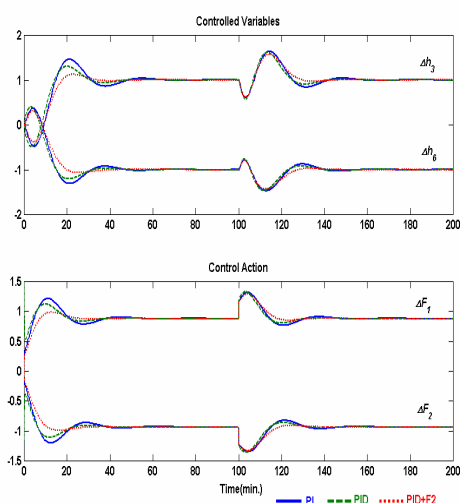 Controlled Variables
2
1
0
-1
-2
Δh3
Δh6
0 20 40 60 80 100 120 140 160 180 200
Control Action
1.5
1
0.5
0
-0.5
-1
-1.5
ΔF1
ΔF2
0 20 40 60 80 100 120 140 160 180 200
Time(min.)
PI PID PID+F2